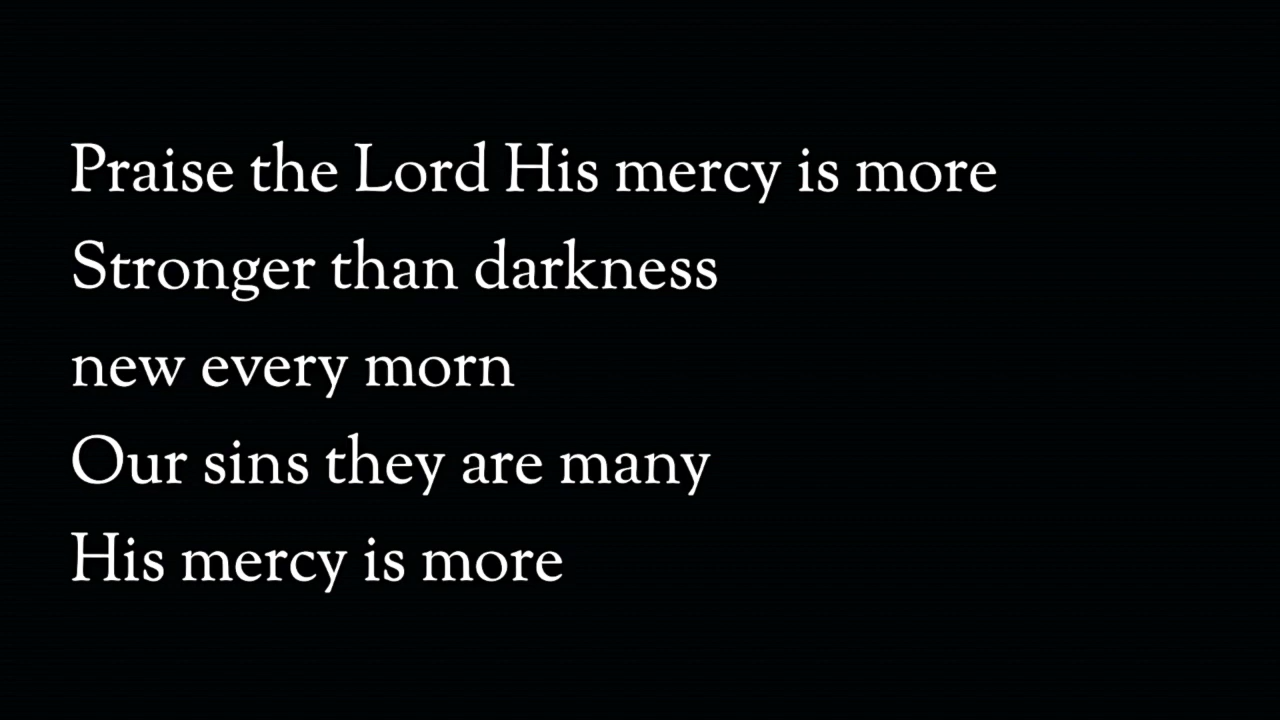 Praise the Lord His mercy is more
Stronger than darkness
new every morn
Our sins they are many
His mercy is more